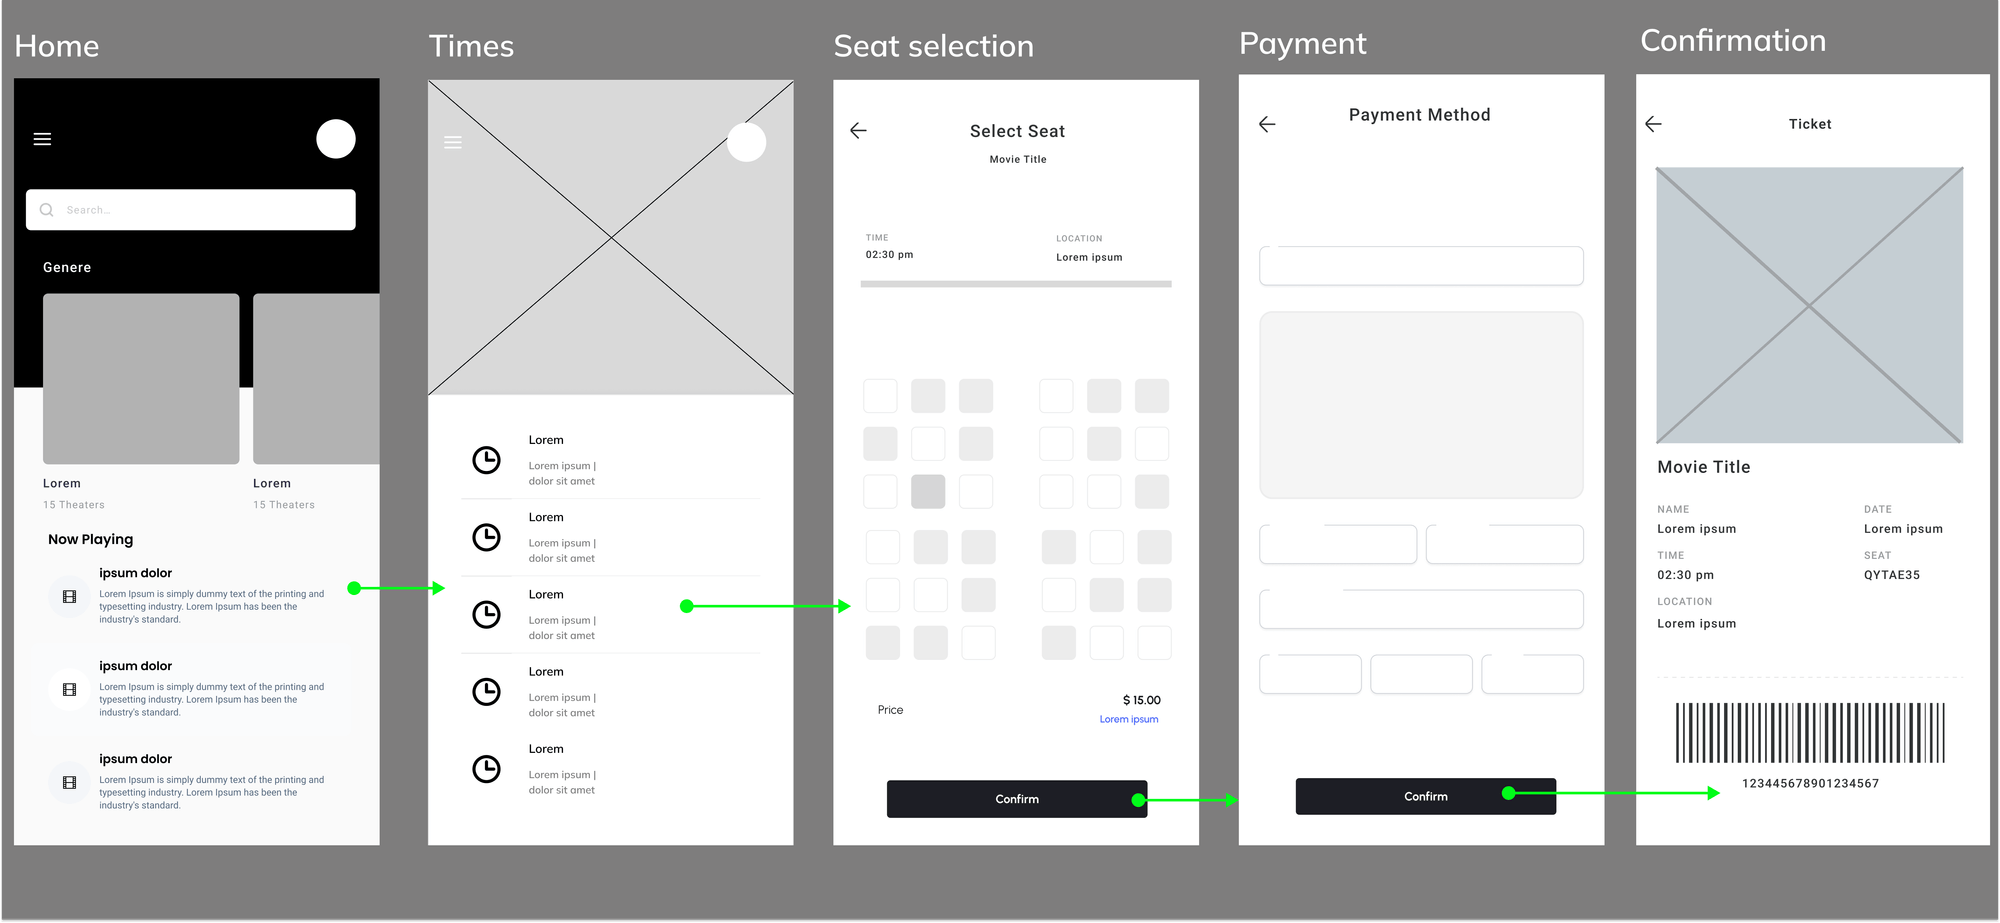 Home
Search...
Genere
Lorem
15 Theaters
Lorem
15 Theaters
Now Playing
ipsum dolor
Lorem Ipsum is simply dummy text of the printing and
typesetting industry. Lorem Ipsum has been the
industry's standard.
ipsum dolor
Lorem Ipsum is simply dummy text of the printing and
typesetting industry. Lorem Ipsum has been the
industry's standard.
ipsum dolor
Lorem Ipsum is simply dummy text of the printing and
typesetting industry. Lorem Ipsum has been the
industry's standard.
Times
Lorem
Lorem ipsum |
dolor sit amet
Lorem
Lorem ipsum |
dolor sit amet
Lorem
Lorem ipsum |
dolor sit amet
Lorem
Lorem ipsum |
dolor sit amet
Lorem
Lorem ipsum |
dolor sit amet
Seat selection
Select Seat
Movie Title
TIME
02:30 pm
LOCATION
Lorem ipsum
Price
$ 15.00
Lorem ipsum
Confirm
Payment
Payment Method
Confirm
Confirmation
Ticket
Movie Title
NAME
Lorem ipsum
DATE
Lorem ipsum
TIME
02:30 pm
SEAT
QYTAE35
LOCATION
Lorem ipsum
123445678901234567